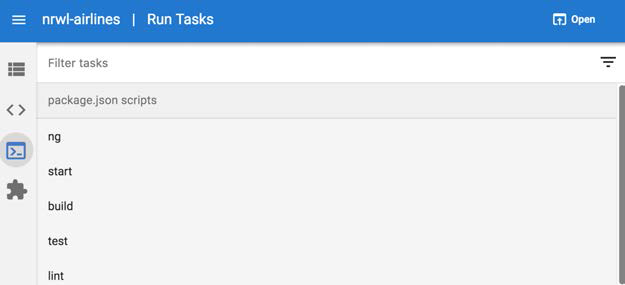 nrwl-airlines | Run Tasks Open
Filter tasks
package.json scripts
ng
start
build
test
lint